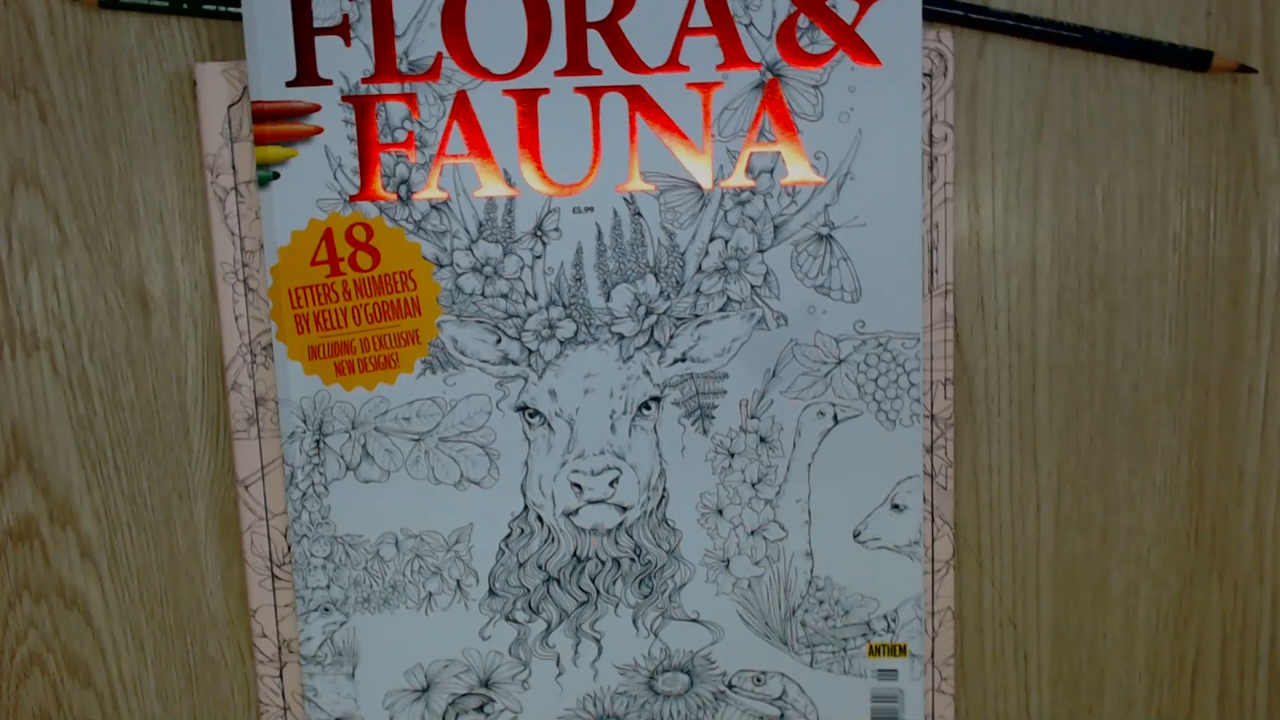 FLORA &
FAUNA
£5.99
48
LETTERS & NUMBERS
BY KELLY O'GORMAN
INCLUDING 10 EXCLUSIVE
NEW DESIGNS!
ANTHEM